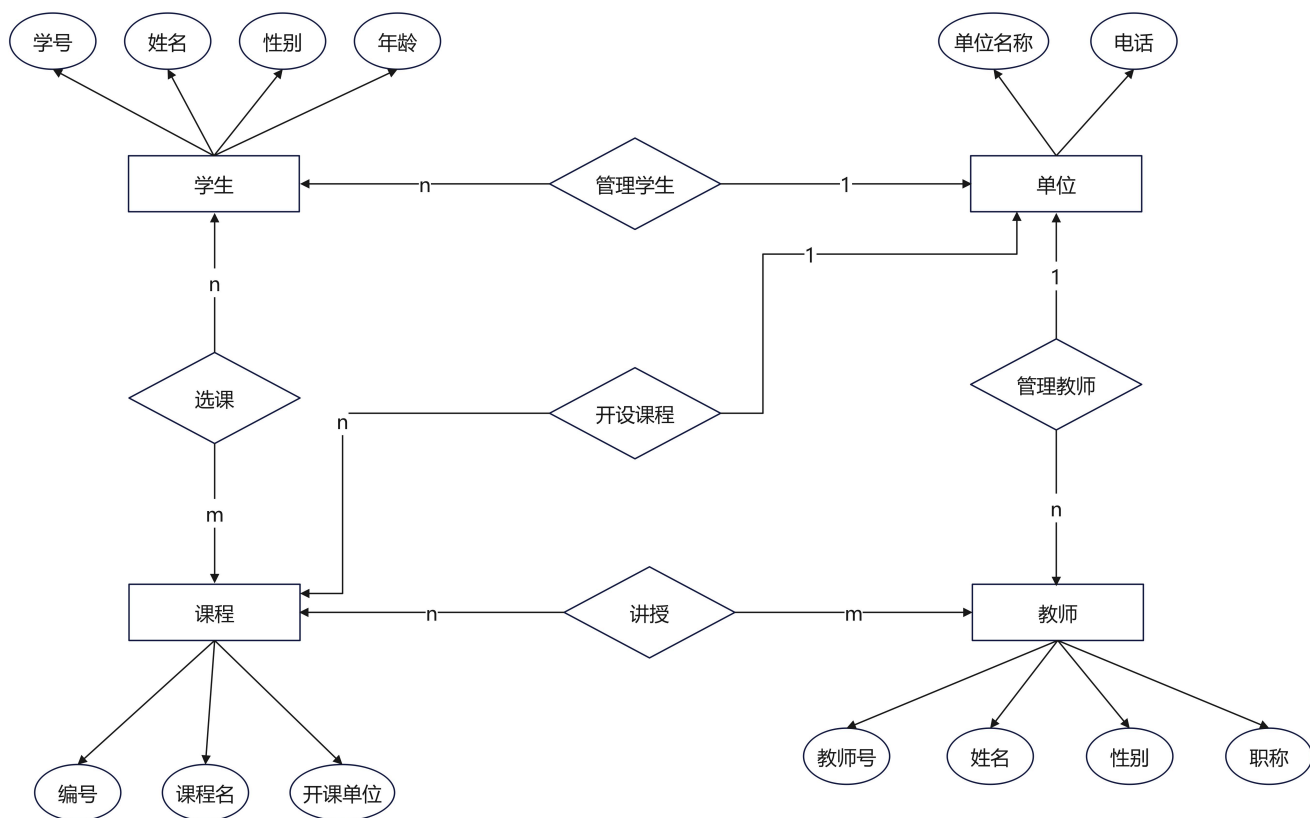 学号
姓名
性别
年龄
单位名称
电话
学生
n
管理学生
1
单位
1
n
1
选课
管理教师
开设课程
n
m
n
课程
n
讲授
m
教师
教师号
姓名
性别
职称
编号
课程名
开课单位